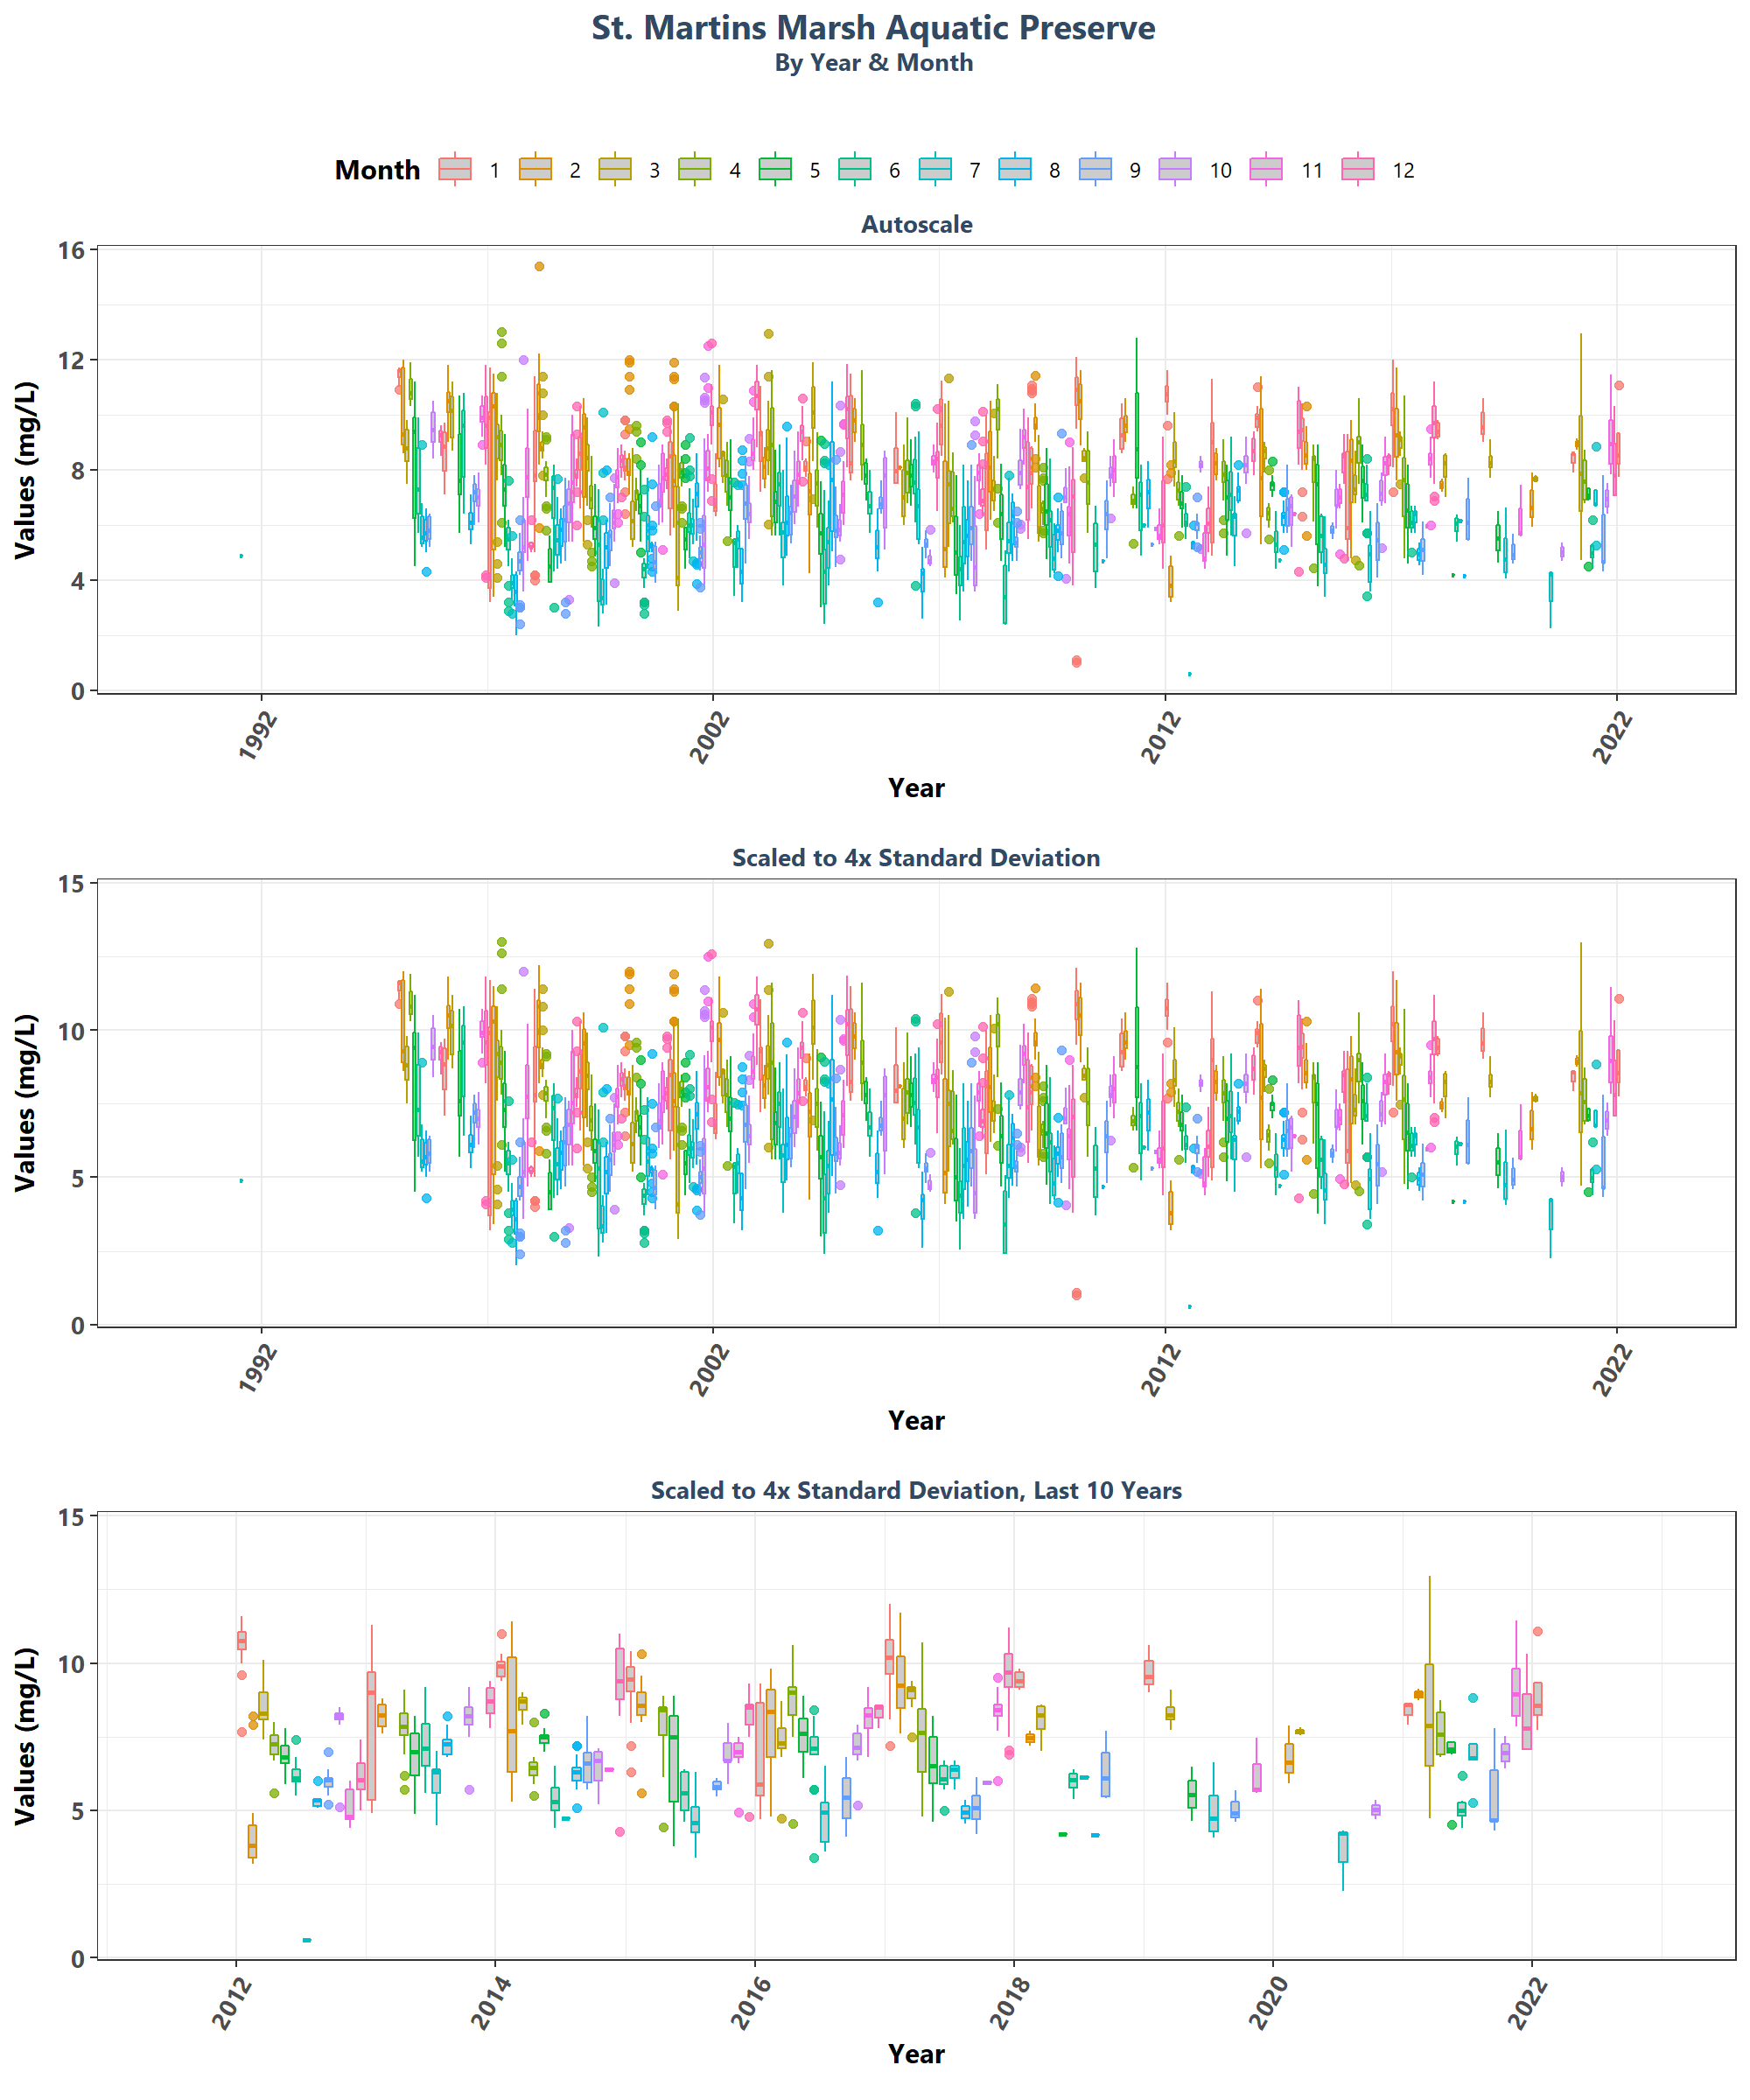 St. Martins Marsh Aquatic Preserve
By Year & Month
Month 1 2 3 4 5 6 7 8 9 10 11 12
Autoscale
16
12
8
4
0
Values (mg/L)
1992 2002 2012 2022
Year
Scaled to 4x Standard Deviation
15
10
5
0
Values (mg/L)
1992 2002 2012 2022
Year
Scaled to 4x Standard Deviation, Last 10 Years
15
10
5
0
Values (mg/L)
2012 2014 2016 2018 2020 2022
Year